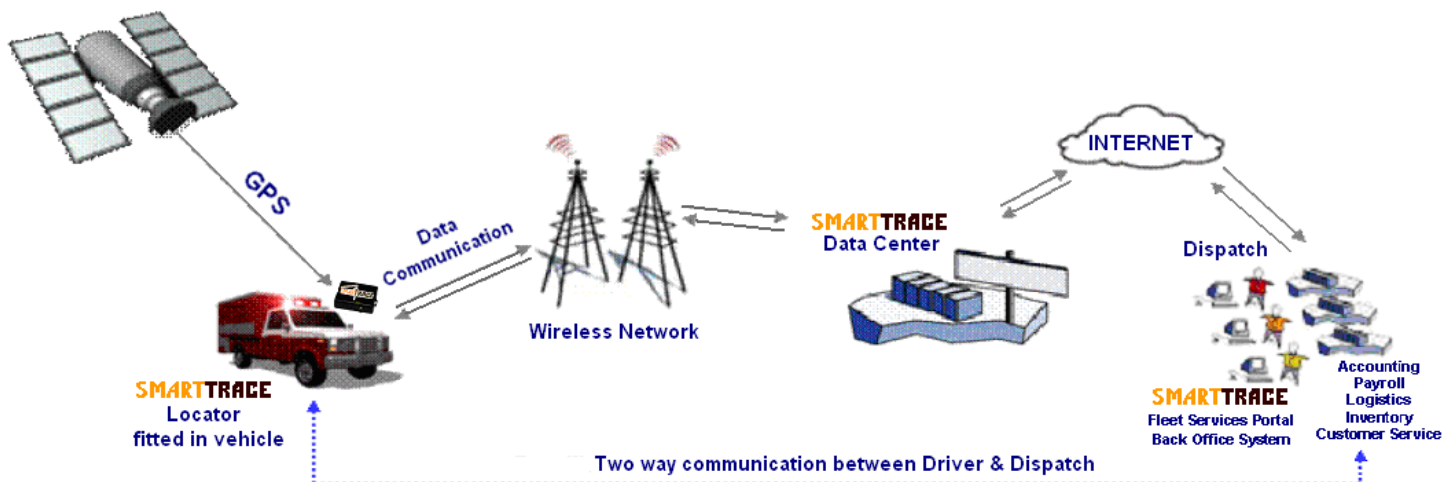 GPS
Data
Communication
Wireless Network
SMARTTRACE
Data Center
INTERNET
Dispatch
SMARTTRACE
Locator
fitted in vehicle
SMARTTRACE
Fleet Services Portal
Back Office System
Accounting
Payroll
Logistics
Inventory
Customer Service
Two way communication between Driver & Dispatch